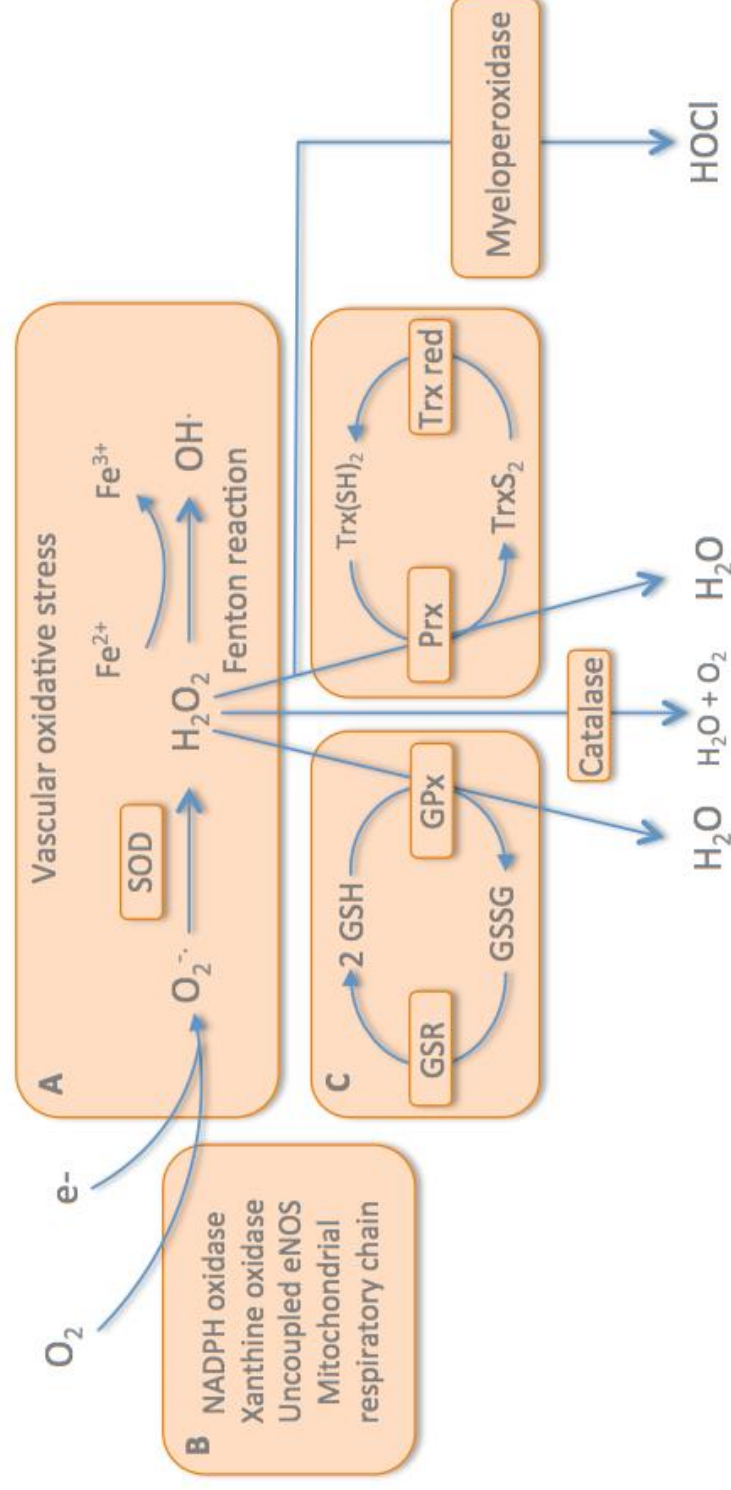 O₂
e-
B
NADPH oxidase
Xanthine oxidase
Uncoupled eNOS
Mitochondrial
respiratory chain
A
Vascular oxidative stress
O₂⁻·
SOD
H₂O₂
Fe²⁺
Fe³⁺
OH·
Fenton reaction
C
2 GSH
GSR
GPx
GSSG
Trx(SH)₂
Prx
Trx red
TrxS₂
Catalase
Myeloperoxidase
H₂O
H₂O + O₂
H₂O
HOCl